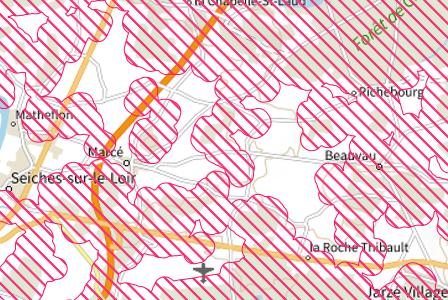 la Chapelle-St-Laud
Forêt de C
Richebourg
Matheflon
Marcé
Beauvau
Seiches-sur-le-Loir
la Roche Thibault
Jarzé Village